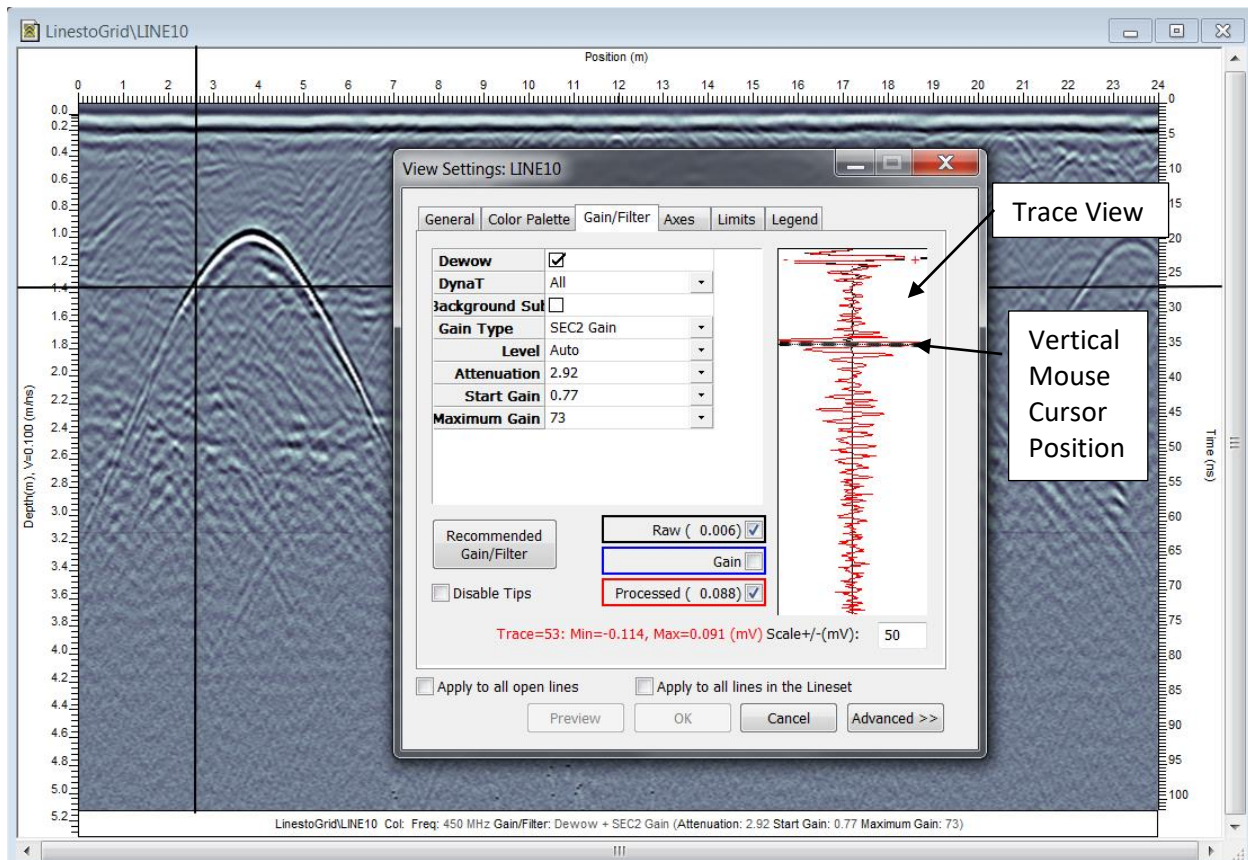 LinestoGrid\LINE10
Position (m)
0 1 2 3 4 5 6 7 8 9 10 11 12 13 14 15 16 17 18 19 20 21 22 23 24
0.0
0.2
0.4
0.6
0.8
1.0
1.2
1.4
1.6
1.8
2.0
2.2
2.4
2.6
2.8
3.0
3.2
3.4
3.6
3.8
4.0
4.2
4.4
4.6
4.8
5.0
5.2
Depth(m), V=0.100 (m/ns)
View Settings: LINE10
General Color Palette Gain/Filter Axes Limits Legend
Dewow
DynaT All
Background Sub
Gain Type SEC2 Gain
Level Auto
Attenuation 2.92
Start Gain 0.77
Maximum Gain 73
- +
Recommended
Gain/Filter
Raw ( 0.006)
Gain
Disable Tips
Processed ( 0.088)
Trace=53: Min=-0.114, Max=0.091 (mV) Scale+/-(mV): 50
Apply to all open lines Apply to all lines in the Lineset
Preview OK Cancel Advanced >>
Trace View
Vertical
Mouse
Cursor
Position
0
5
10
15
20
25
30
35
40
45
50
55
60
65
70
75
80
85
90
95
100
Time (ns)
LinestoGrid\LINE10 Col: Freq: 450 MHz Gain/Filter: Dewow + SEC2 Gain (Attenuation: 2.92 Start Gain: 0.77 Maximum Gain: 73)